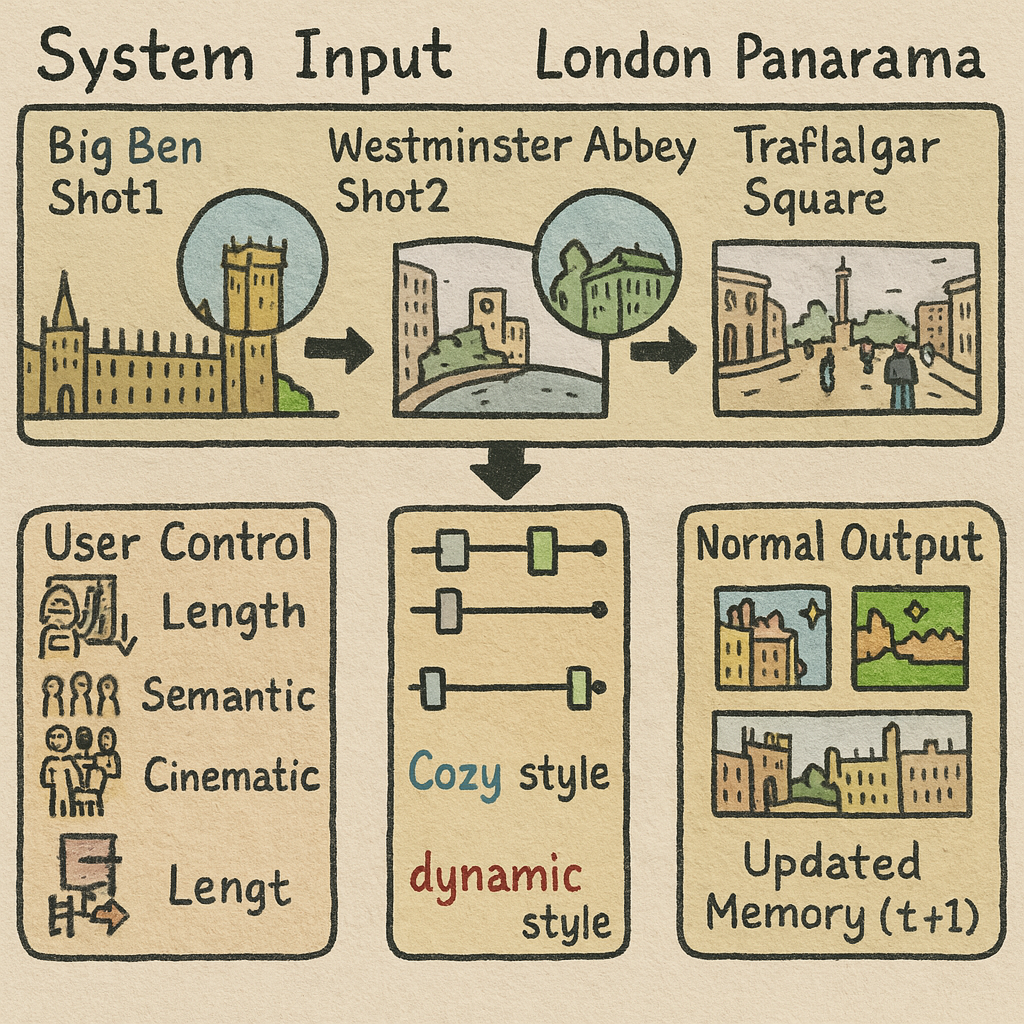 System Input
London Panarama
Big Ben
Shot1
Westminster Abbey
Shot2
Traflalgar
Square
User Control
Length
Semantic
Cinematic
Lengt
Cozy style
dynamic
style
Normal Output
Updated
Memory (t+1)